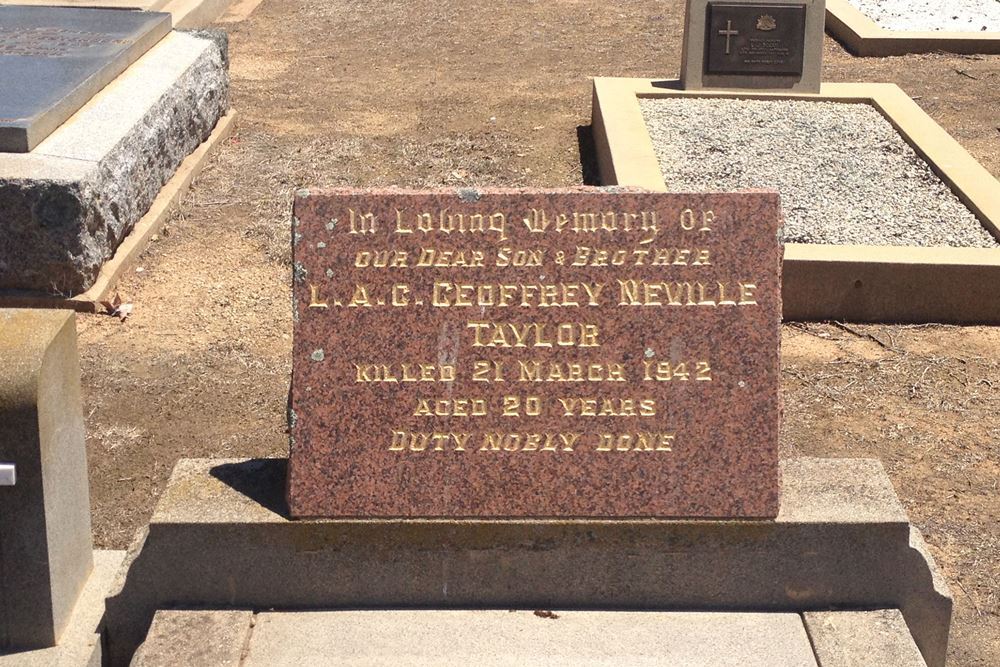 In Loving Memory Of
OUR DEAR SON & BROTHER
L.A.C. GEOFFREY NEVILLE
TAYLOR
KILLED 21 MARCH 1942
AGED 20 YEARS
DUTY NOBLY DONE